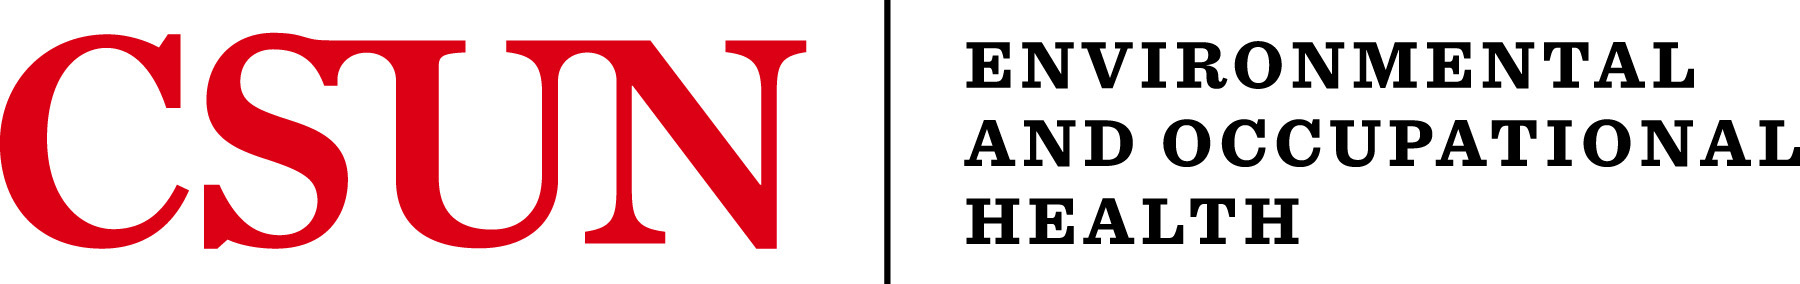 CSUN
ENVIRONMENTAL
AND OCCUPATIONAL
HEALTH